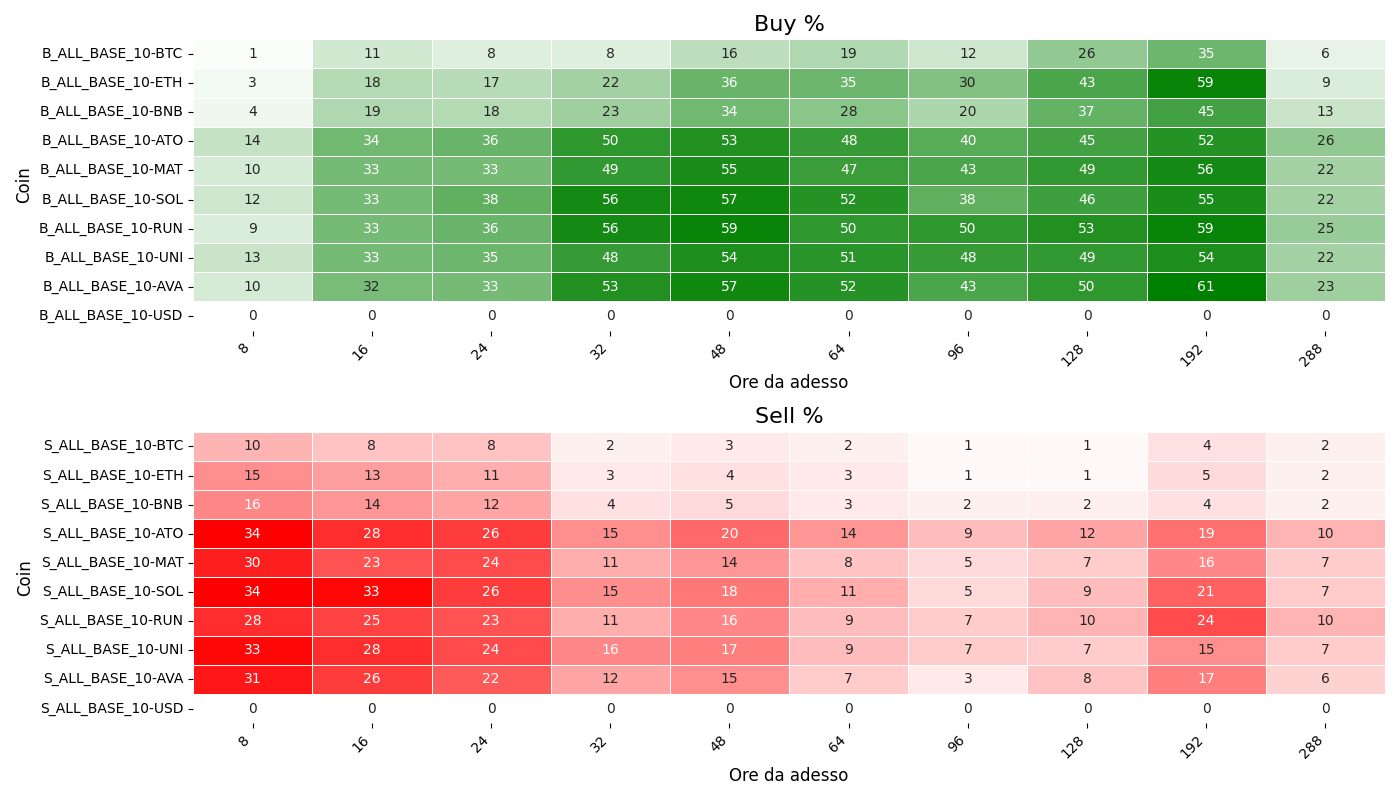 Buy %
Coin
B_ALL_BASE_10-BTC 1 11 8 8 16 19 12 26 35 6
B_ALL_BASE_10-ETH 3 18 17 22 36 35 30 43 59 9
B_ALL_BASE_10-BNB 4 19 18 23 34 28 20 37 45 13
B_ALL_BASE_10-ATO 14 34 36 50 53 48 40 45 52 26
B_ALL_BASE_10-MAT 10 33 33 49 55 47 43 49 56 22
B_ALL_BASE_10-SOL 12 33 38 56 57 52 38 46 55 22
B_ALL_BASE_10-RUN 9 33 36 56 59 50 50 53 59 25
B_ALL_BASE_10-UNI 13 33 35 48 54 51 48 49 54 22
B_ALL_BASE_10-AVA 10 32 33 53 57 52 43 50 61 23
B_ALL_BASE_10-USD 0 0 0 0 0 0 0 0 0 0
8 16 24 32 48 64 96 128 192 288
Ore da adesso
Sell %
Coin
S_ALL_BASE_10-BTC 10 8 8 2 3 2 1 1 4 2
S_ALL_BASE_10-ETH 15 13 11 3 4 3 1 1 5 2
S_ALL_BASE_10-BNB 16 14 12 4 5 3 2 2 4 2
S_ALL_BASE_10-ATO 34 28 26 15 20 14 9 12 19 10
S_ALL_BASE_10-MAT 30 23 24 11 14 8 5 7 16 7
S_ALL_BASE_10-SOL 34 33 26 15 18 11 5 9 21 7
S_ALL_BASE_10-RUN 28 25 23 11 16 9 7 10 24 10
S_ALL_BASE_10-UNI 33 28 24 16 17 9 7 7 15 7
S_ALL_BASE_10-AVA 31 26 22 12 15 7 3 8 17 6
S_ALL_BASE_10-USD 0 0 0 0 0 0 0 0 0 0
8 16 24 32 48 64 96 128 192 288
Ore da adesso